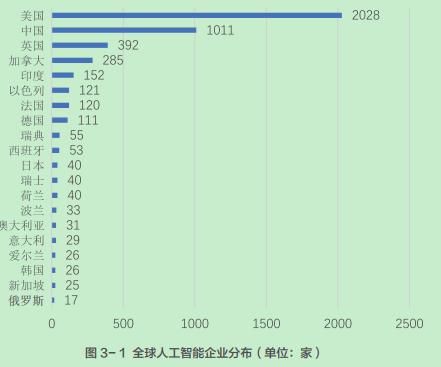 美国 2028
中国 1011
英国 392
加拿大 285
印度 152
以色列 121
法国 120
德国 111
瑞典 55
西班牙 53
日本 40
瑞士 40
荷兰 40
波兰 33
澳大利亚 31
意大利 29
爱尔兰 26
韩国 26
新加坡 25
俄罗斯 17
0 500 1000 1500 2000 2500
图 3-1 全球人工智能企业分布（单位：家）